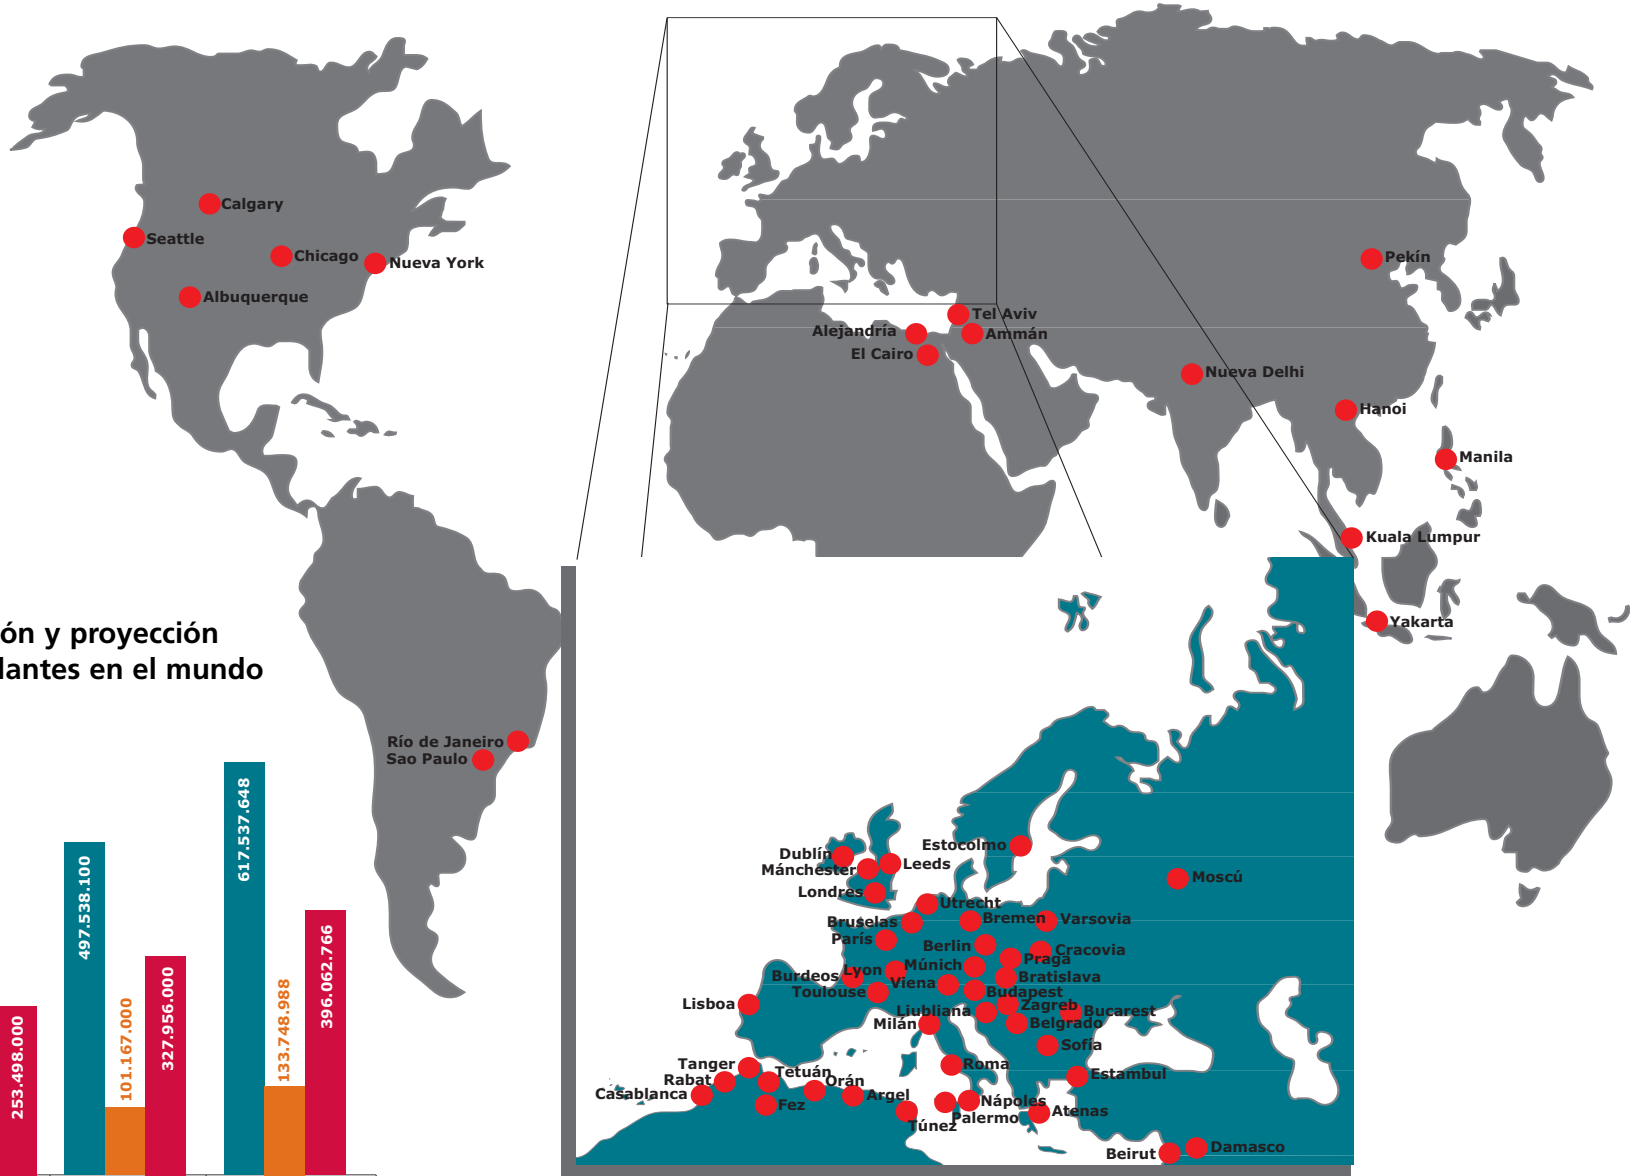 Calgary
Seattle
Chicago
Nueva York
Albuquerque
Pekín
Tel Aviv
Alejandría
Ammán
El Cairo
Nueva Delhi
Hanoi
Manila
Kuala Lumpur
Yakarta
ón y proyección
lantes en el mundo
Río de Janeiro
Sao Paulo
253.498.000
497.538.100
101.167.000
327.956.000
617.537.648
133.748.988
396.062.766
Estocolmo
Dublín
Mánchester
Leeds
Londres
Moscú
Utrecht
Bruselas
Bremen
Varsovia
París
Berlin
Cracovia
Praga
Burdeos
Lyon
Múnich
Bratislava
Toulouse
Viena
Budapest
Lisboa
Liubliana
Zagreb
Bucarest
Milán
Belgrado
Sofía
Tanger
Roma
Rabat
Tetuán
Orán
Estambul
Casablanca
Fez
Argel
Nápoles
Túnez
Palermo
Atenas
Beirut
Damasco